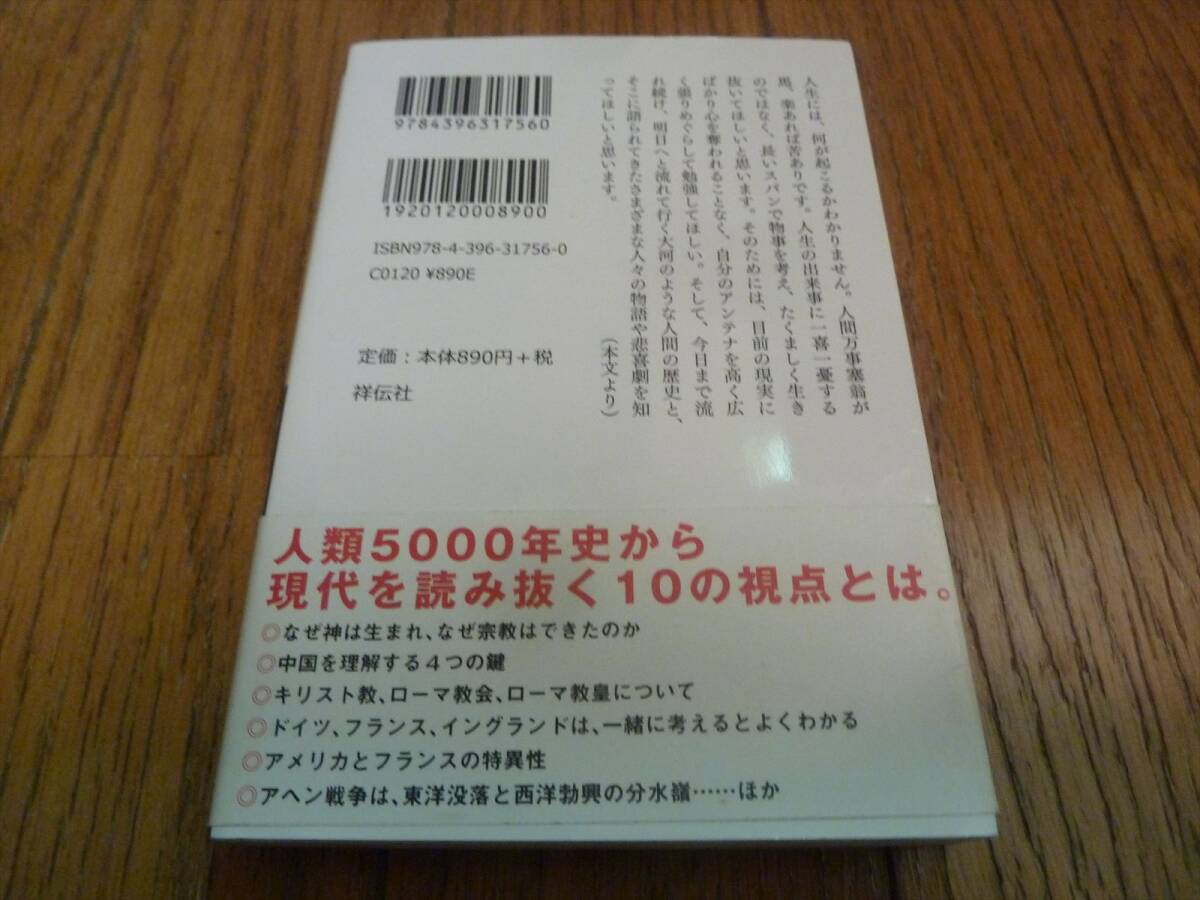 9784396317560
1920120008900
ISBN978-4-396-31756-0
C0120 ¥890E
定価：本体890円＋税
祥伝社
人生には、何が起こるかわかりません。人間万事塞翁が
馬、楽あれば苦ありです。人生の出来事に一喜一憂する
のではなく、長いスパンで物事を考え、たくましく生き
抜いてほしいと思います。そのためには、目前の現実に
ばかり心を奪われることなく、自分のアンテナを高く広
く張りめぐらして勉強してほしい。そして、今日まで流
れ続け、明日へと流れて行く大河のような人間の歴史と、
そこに語られてきたさまざまな人々の物語や悲喜劇を知
ってほしいと思います。
（本文より）
人類5000年史から
現代を読み抜く10の視点とは。
◎なぜ神は生まれ、なぜ宗教はできたのか
◎中国を理解する４つの鍵
◎キリスト教、ローマ教会、ローマ教皇について
◎ドイツ、フランス、イングランドは、一緒に考えるとよくわかる
◎アメリカとフランスの特異性
◎アヘン戦争は、東洋没落と西洋勃興の分水嶺……ほか